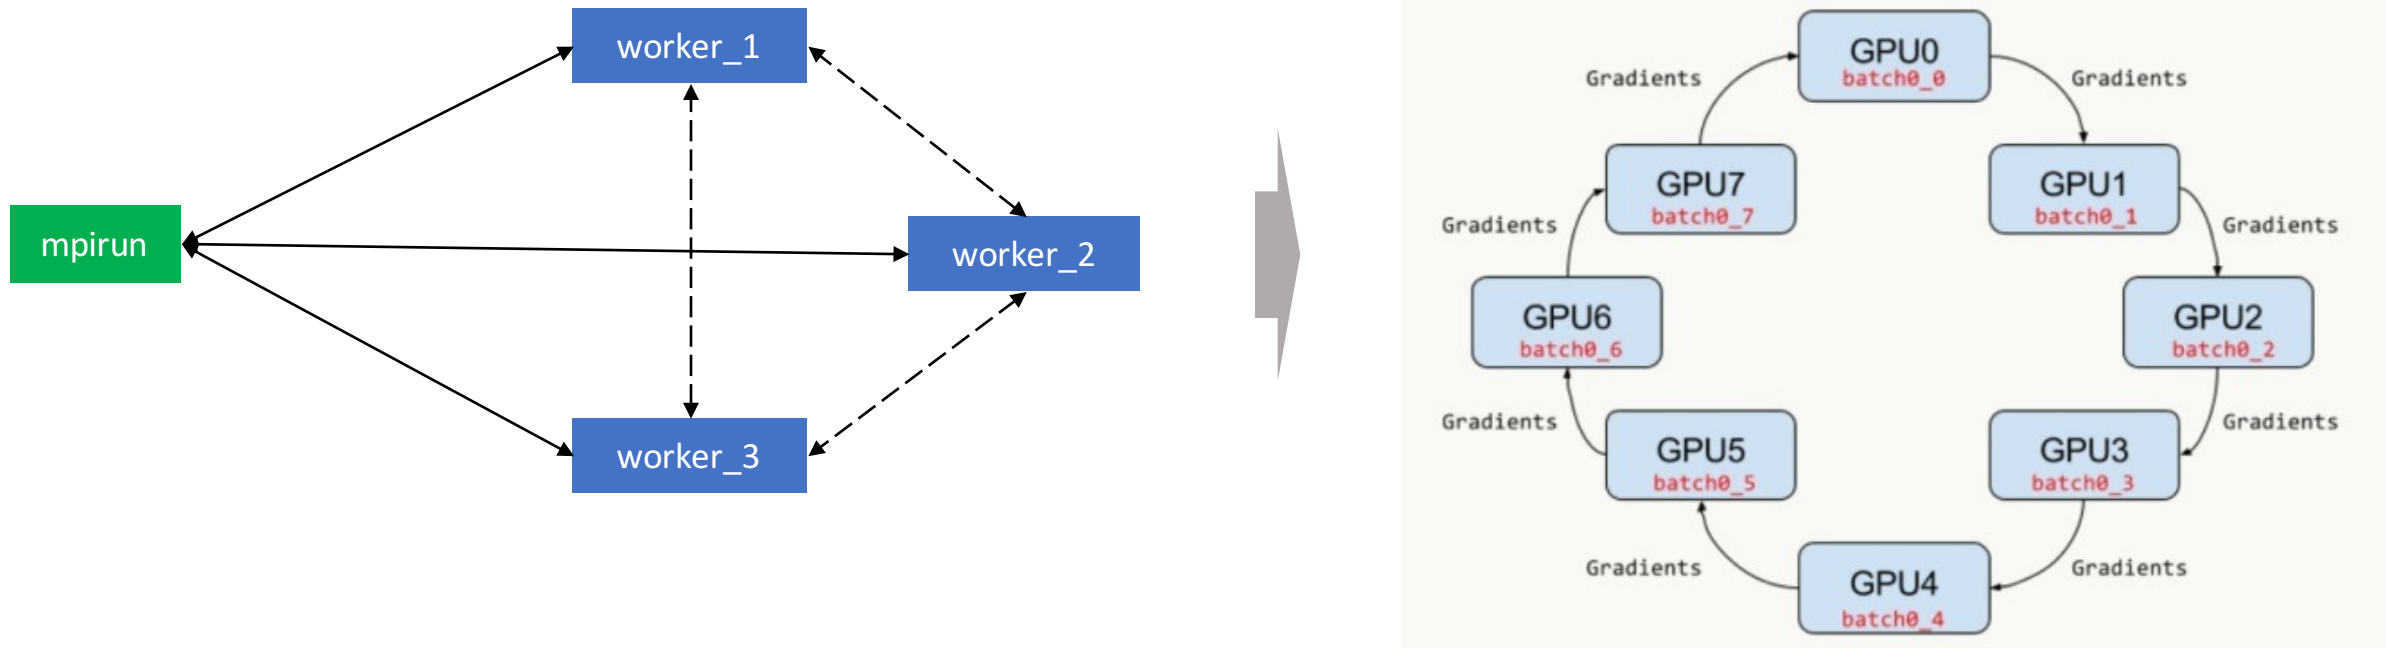 worker_1
mpirun
worker_2
worker_3
GPU0
batch0_0
Gradients
Gradients
GPU7
batch0_7
GPU1
batch0_1
Gradients
Gradients
GPU6
batch0_6
GPU2
batch0_2
Gradients
Gradients
GPU5
batch0_5
GPU3
batch0_3
Gradients
Gradients
GPU4
batch0_4